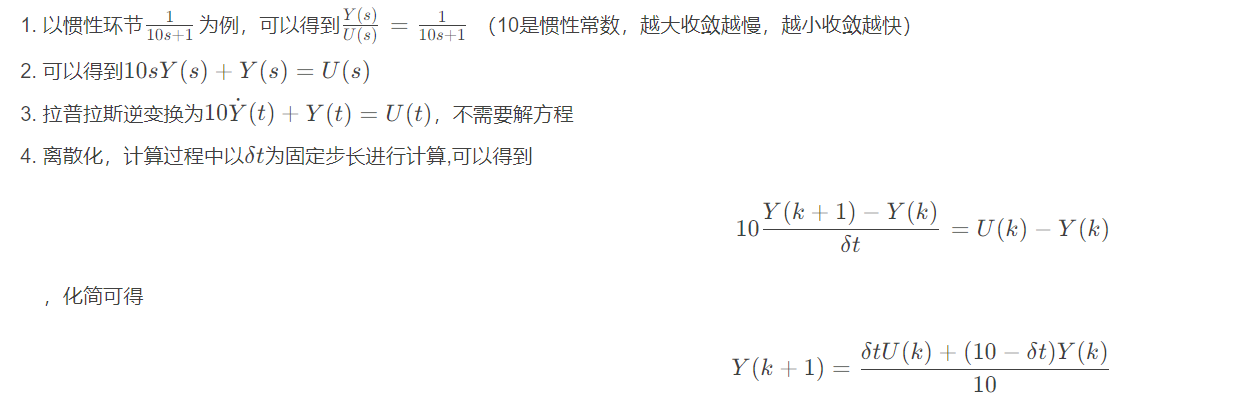 1. 以惯性环节$\frac{1}{10s+1}$为例，可以得到$\frac{Y(s)}{U(s)} = \frac{1}{10s+1}$ （10是惯性常数，越大收敛越慢，越小收敛越快）
2. 可以得到$10sY(s) + Y(s) = U(s)$
3. 拉普拉斯逆变换为$10\dot{Y}(t) + Y(t) = U(t)$，不需要解方程
4. 离散化，计算过程中以$\delta t$为固定步长进行计算,可以得到
$10\frac{Y(k+1) - Y(k)}{\delta t} = U(k) - Y(k)$
，化简可得
$Y(k+1) = \frac{\delta tU(k) + (10 - \delta t)Y(k)}{10}$